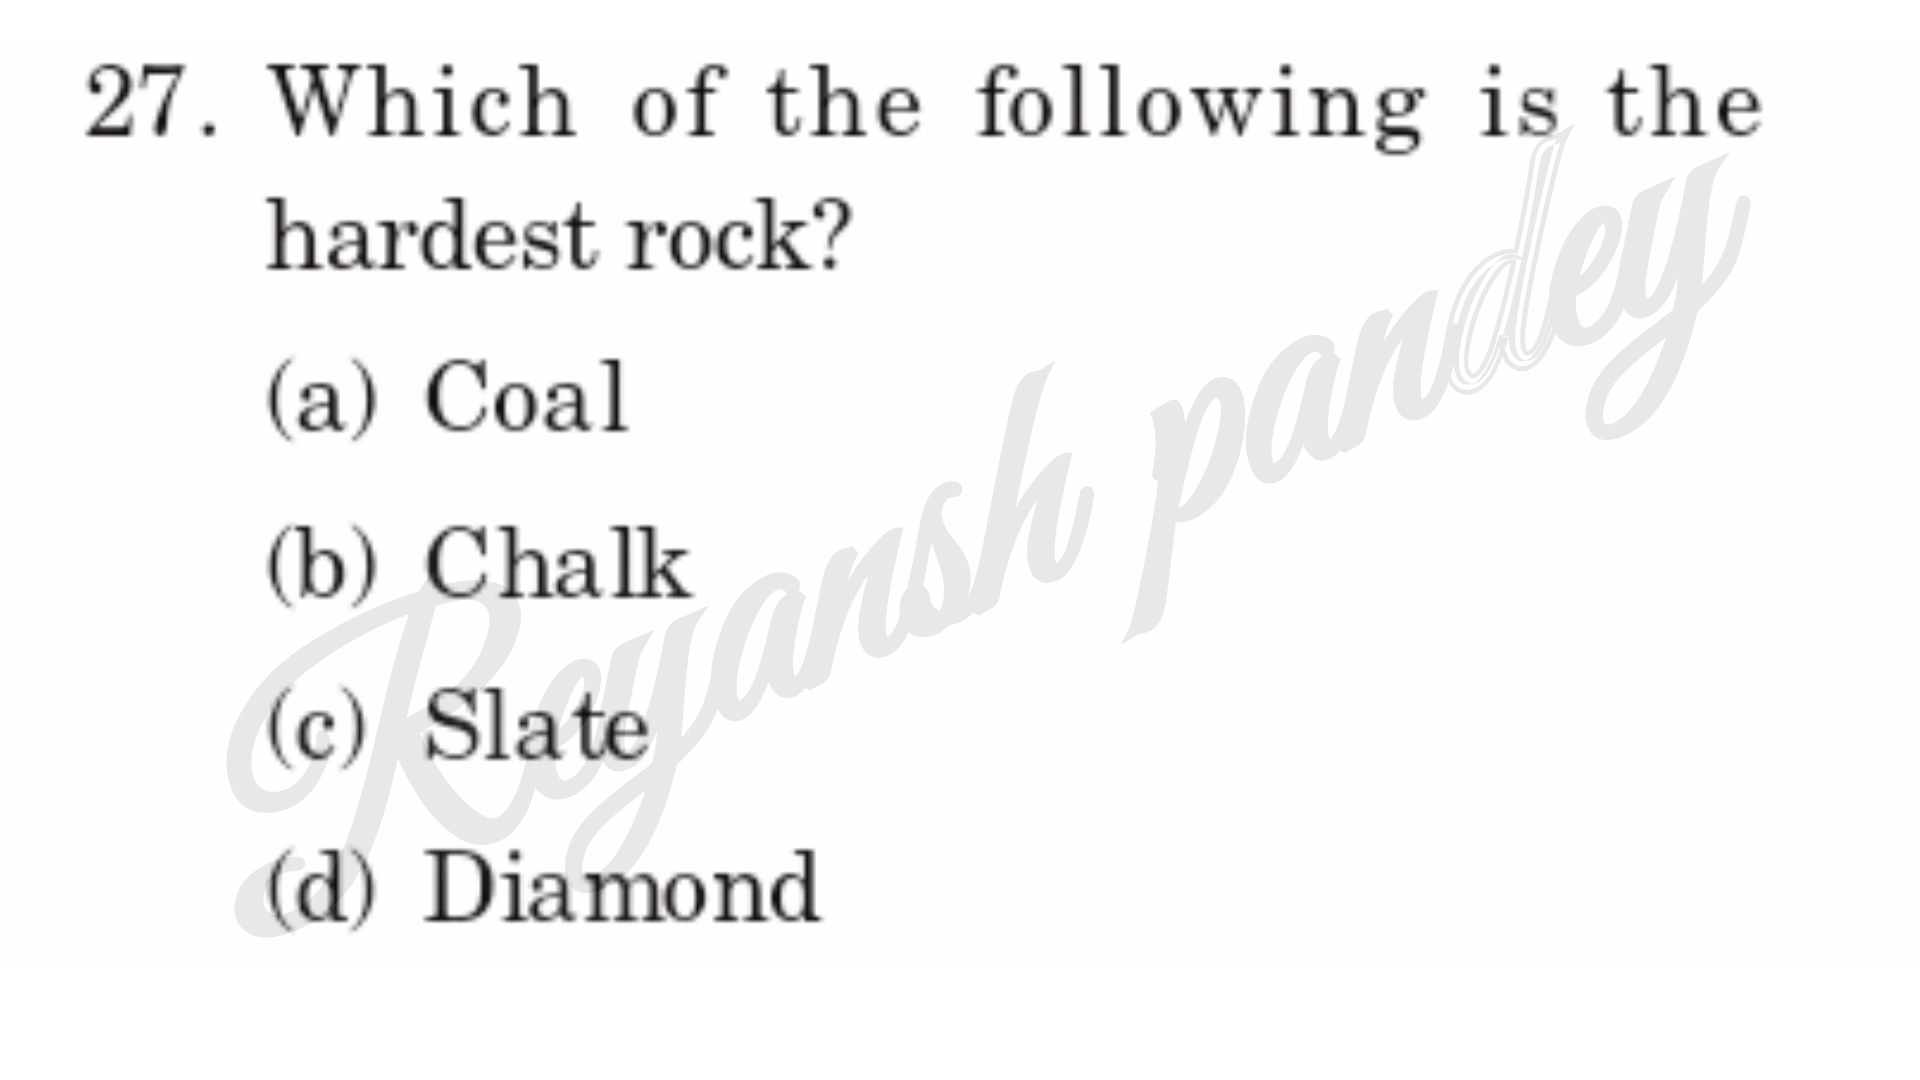 27. Which of the following is the
hardest rock?
(a) Coal
(b) Chalk
(c) Slate
(d) Diamond
Reyansh pandey